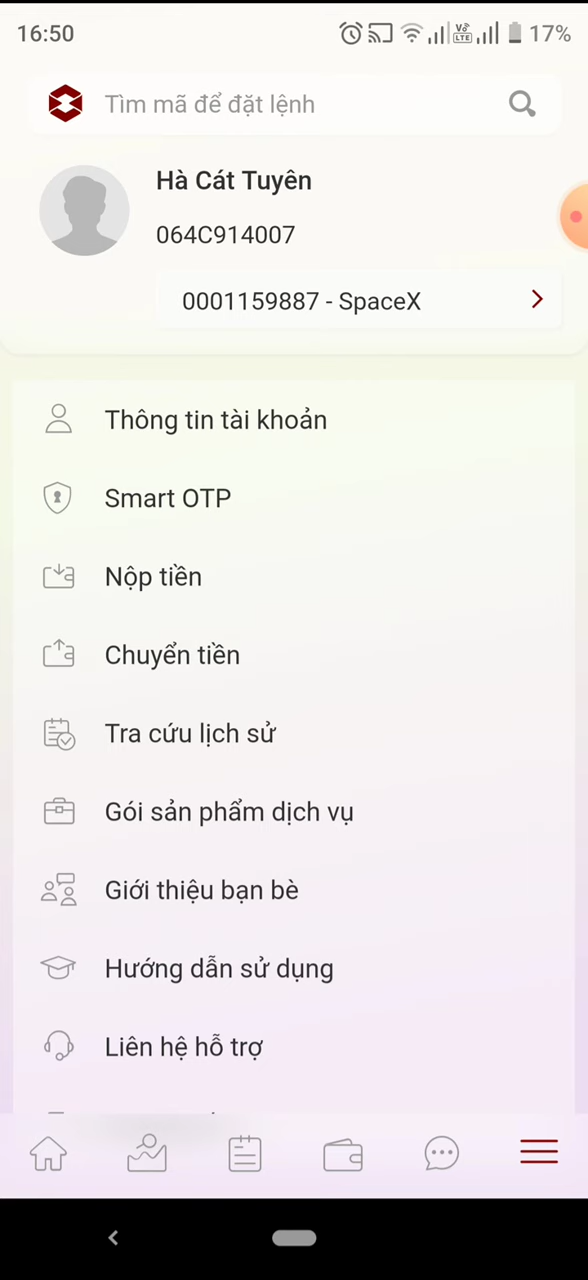 16:50
Vo
LTE
17%
Tìm mã để đặt lệnh
Hà Cát Tuyên
064C914007
0001159887 - SpaceX
Thông tin tài khoản
Smart OTP
Nộp tiền
Chuyển tiền
Tra cứu lịch sử
Gói sản phẩm dịch vụ
Giới thiệu bạn bè
Hướng dẫn sử dụng
Liên hệ hỗ trợ